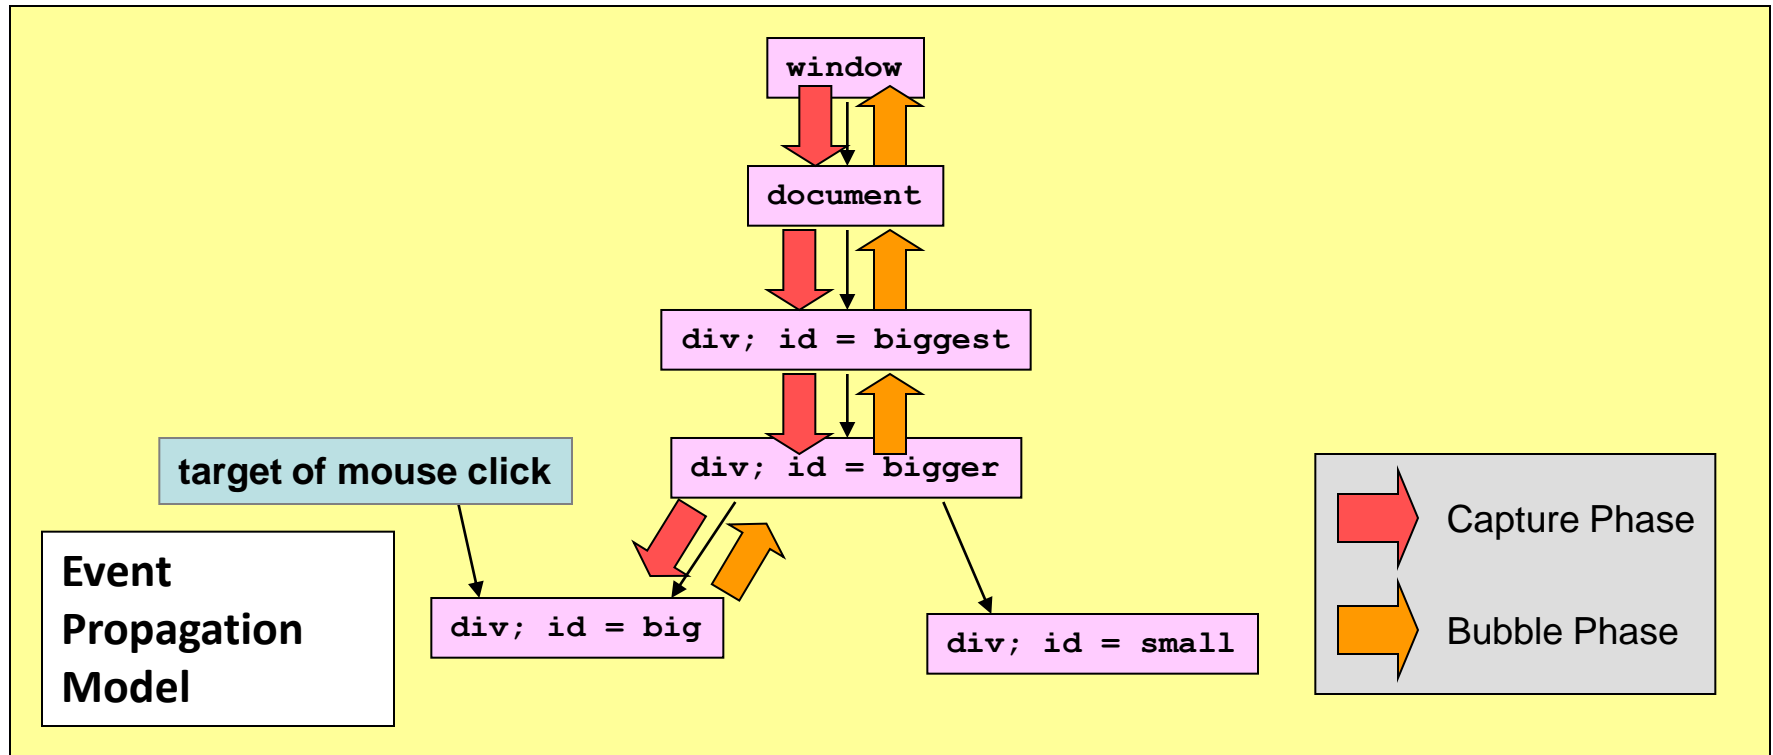 window
document
div; id = biggest
target of mouse click
div; id = bigger
Event
Propagation
Model
div; id = big
div; id = small
Capture Phase
Bubble Phase